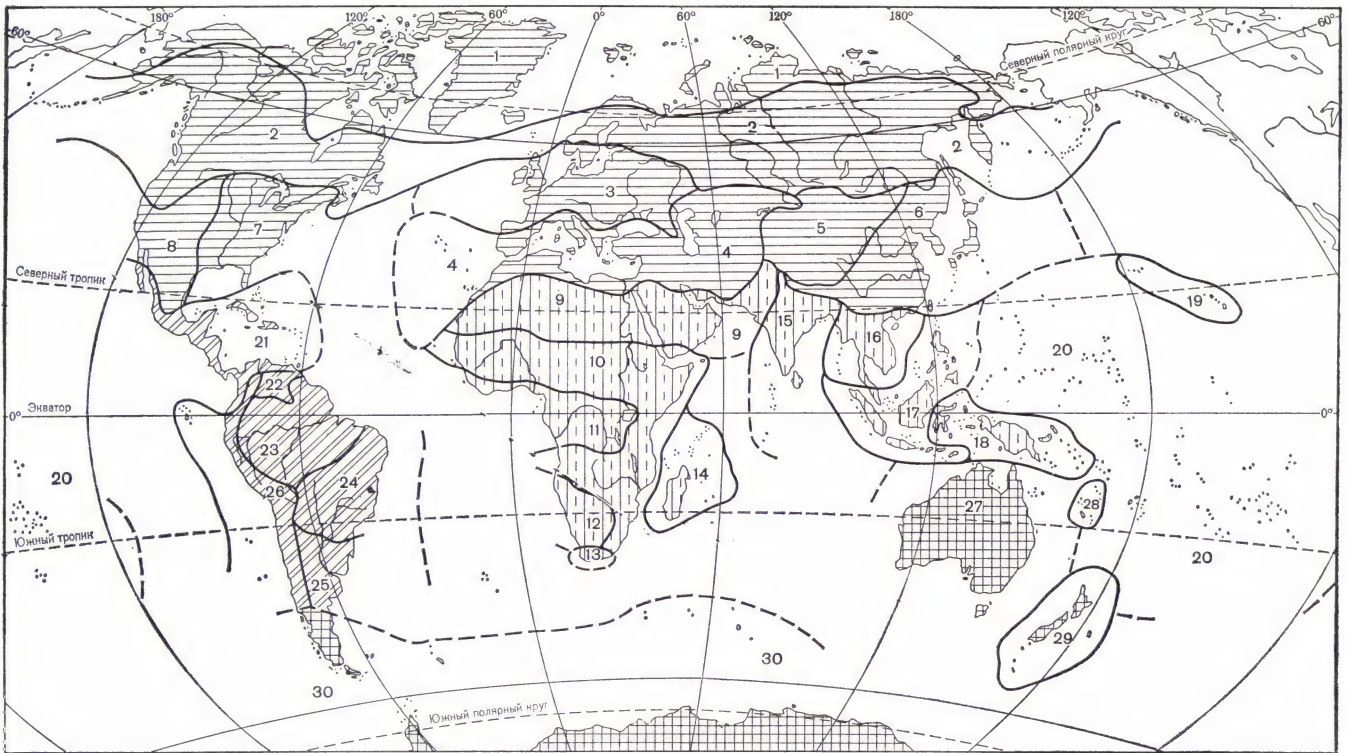 180° 120° 60° 0° 60° 120° 180° 120°
60° 60°
Северный полярный круг
1 1
2 2 2
3
7 8 4 4 5 6
Северный тропик
9 9 15 16 19
21 10 20
22
Экватор
0° 0°
11 17
23 18
14
20 26 24
12 27 28
Южный тропик
13 20
25
29
30 30
Южный полярный круг